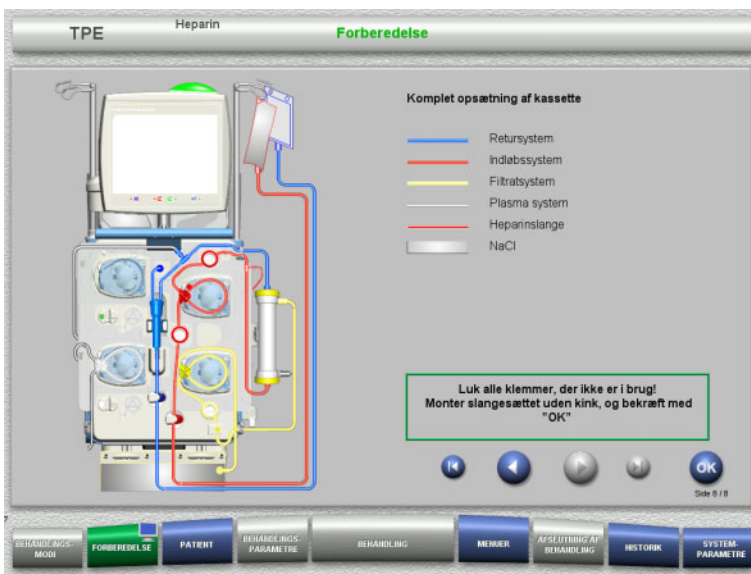 TPE
Heparin
Forberedelse
Komplet opsætning af kassette
Retursystem
Indløbssystem
Filtratsystem
Plasma system
Heparinslange
NaCl
Luk alle klemmer, der ikke er i brug!
Monter slangesættet uden kink, og bekræft med
"OK"
OK
Side 8 / 8
BEHANDLINGS-
MODI
FORBEREDELSE
PATIENT
BEHANDLINGS-
PARAMETRE
BEHANDLING
MENUER
AFSLUTNING AF
BEHANDLING
HISTORIK
SYSTEM-
PARAMETRE